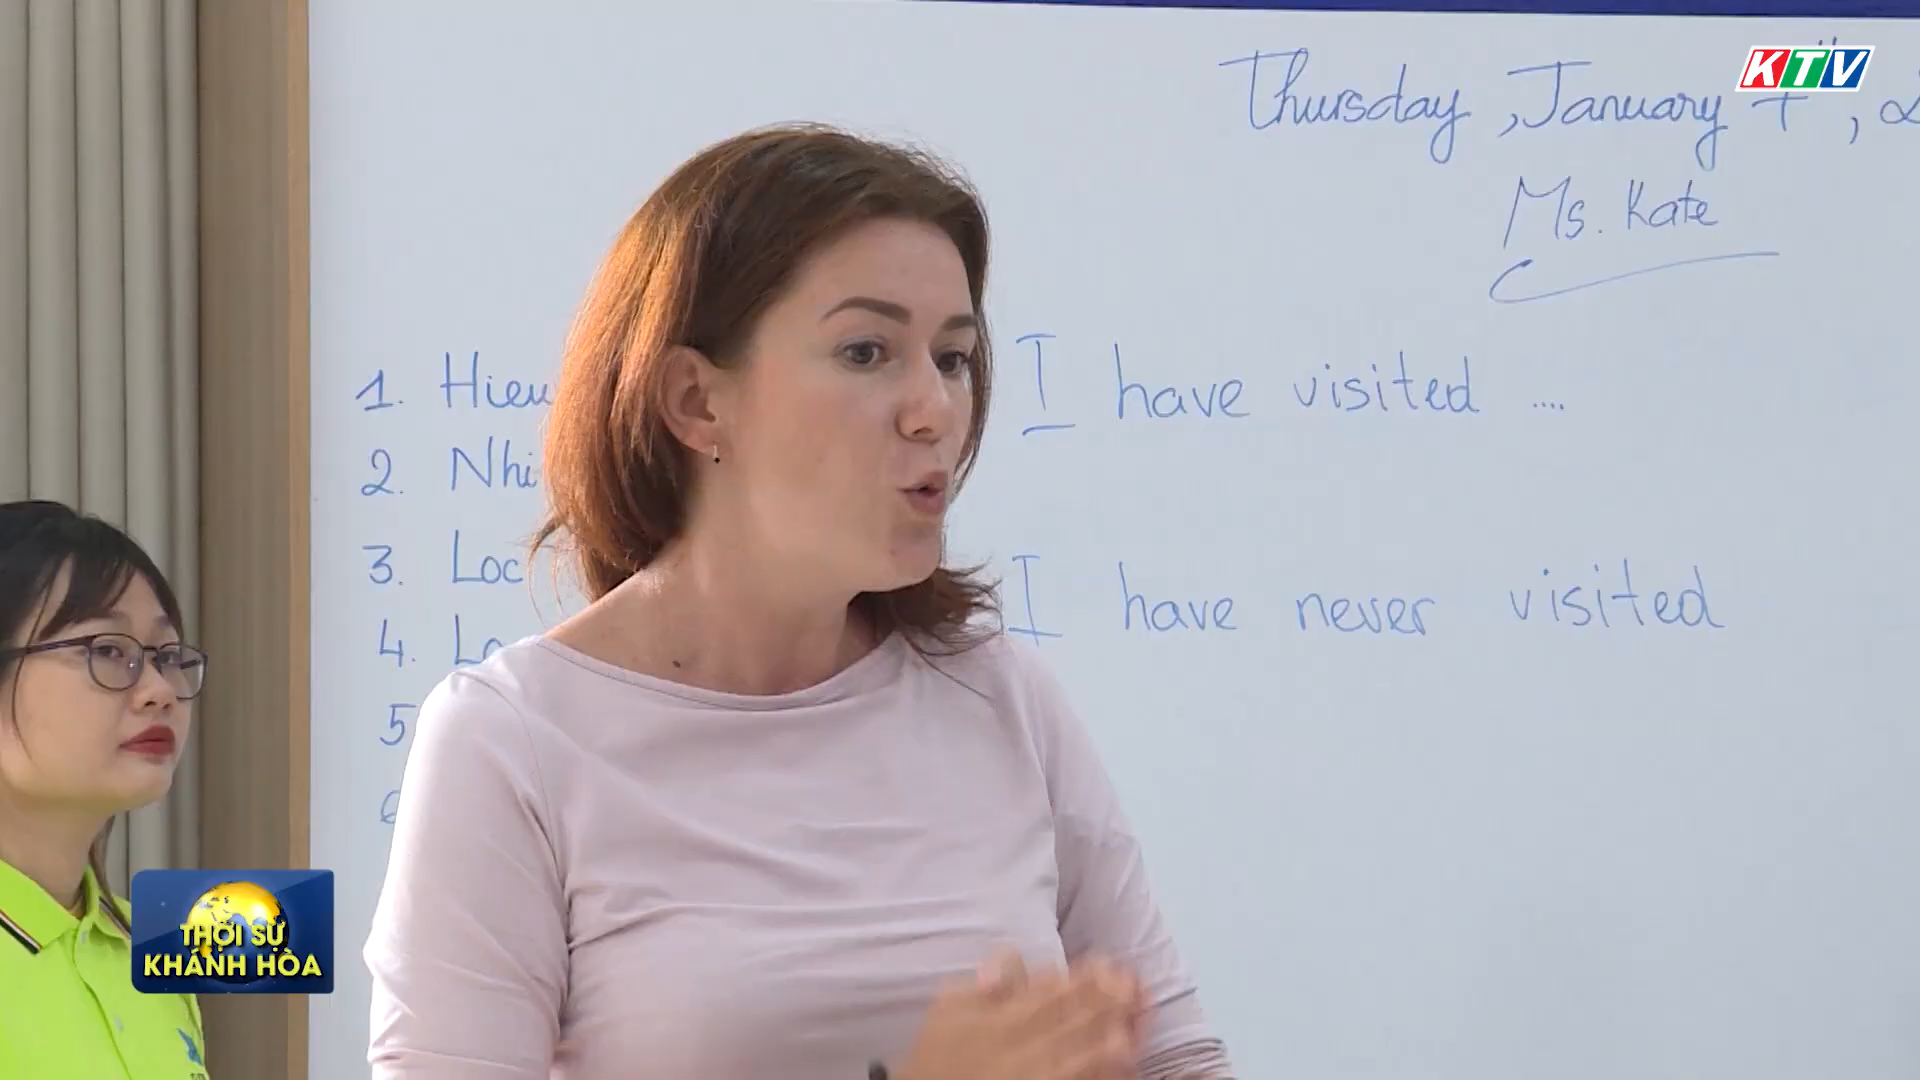 KTV
Thursday, January 4th,
Ms. Kate
1. Hieu
I have visited ....
2. Nhi
3. Loc
I have never visited
4.
5
THỜI SỰ
KHÁNH HÒA